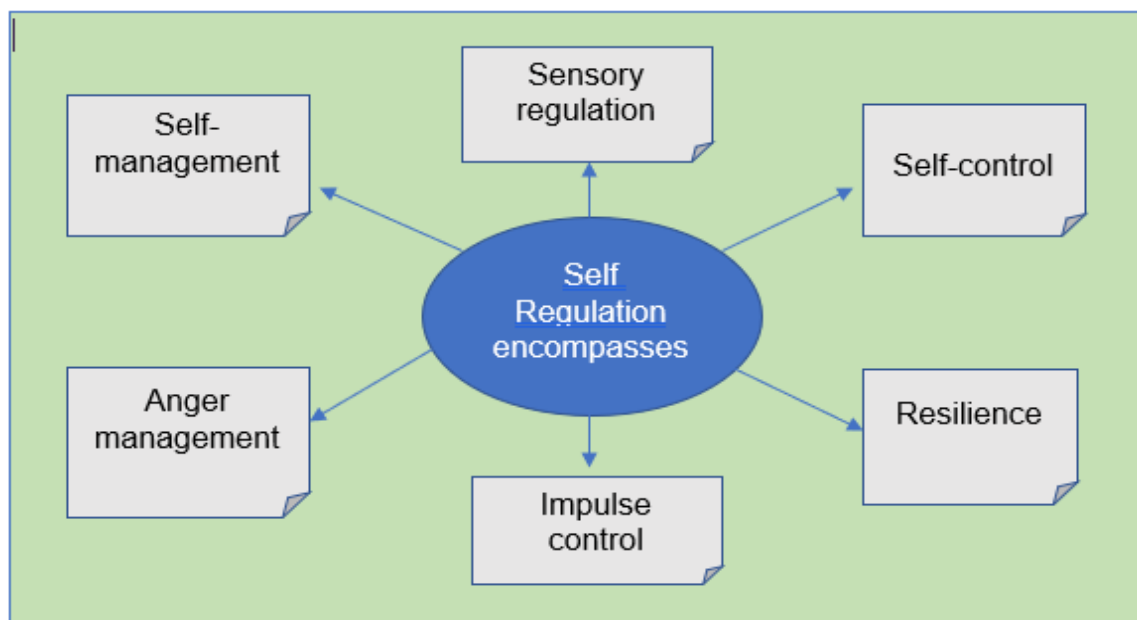 Sensory
regulation
Self-
management
Self-control
Self
Regulation
encompasses
Anger
management
Resilience
Impulse
control